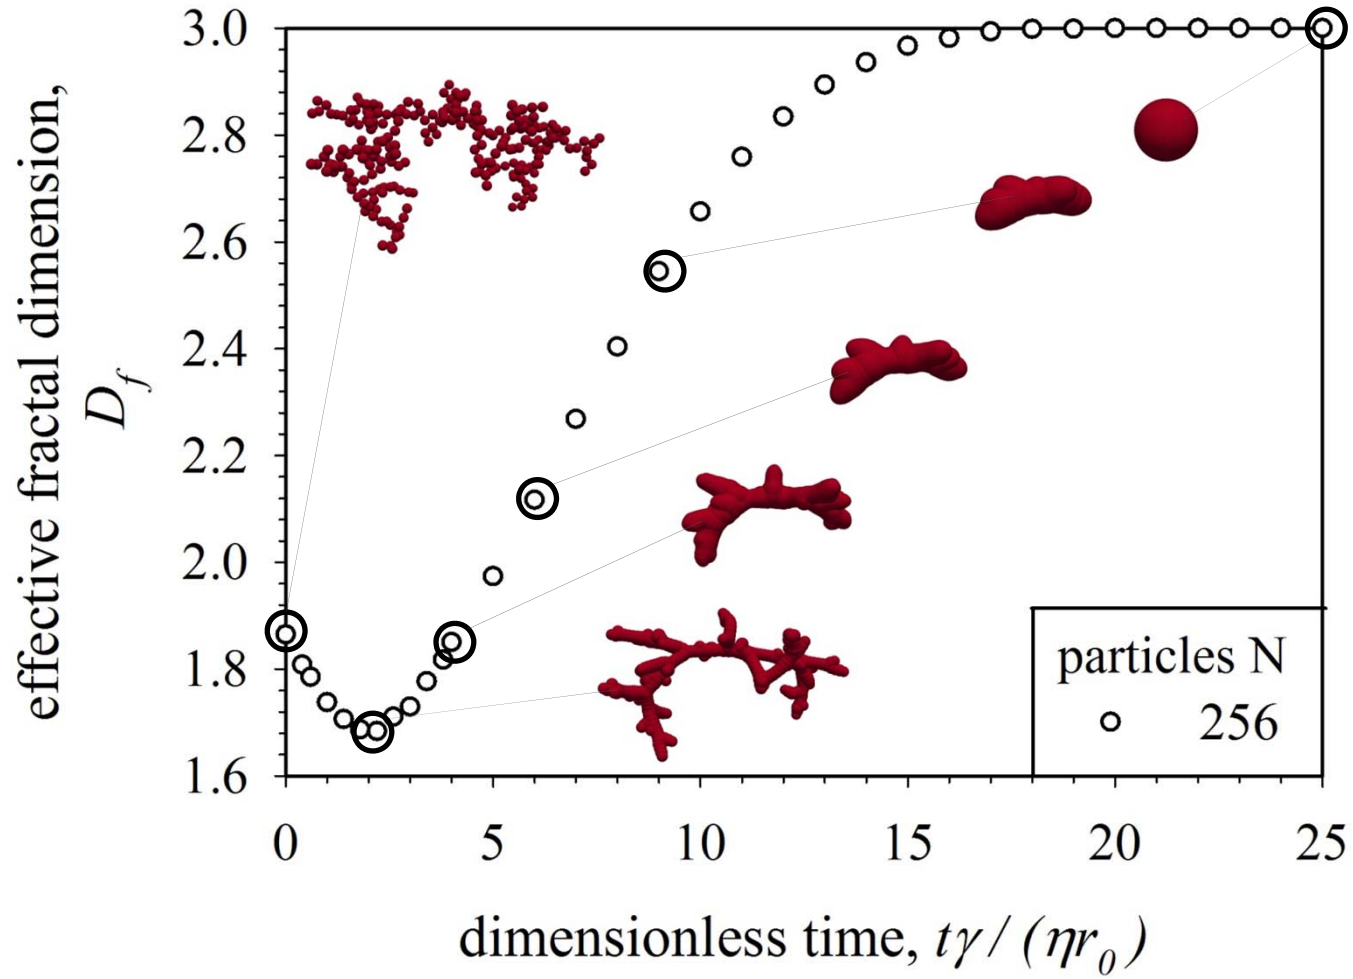 effective fractal dimension,
D_f
3.0
2.8
2.6
2.4
2.2
2.0
1.8
1.6
particles N
256
0 5 10 15 20 25
dimensionless time, tγ / (ηr_0)